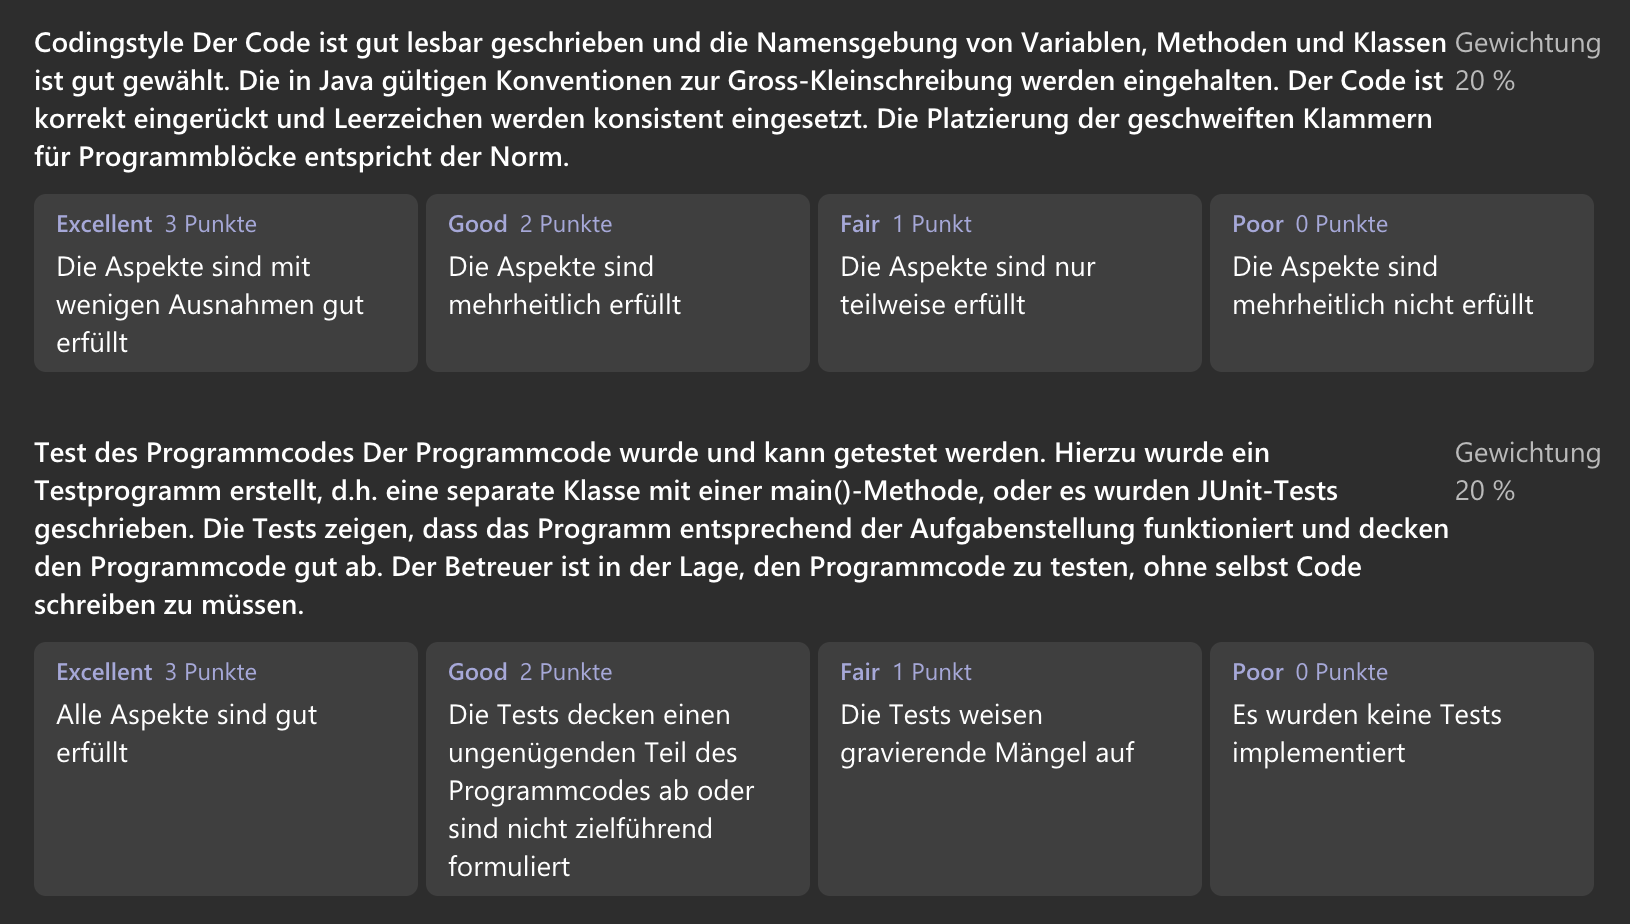 Codingstyle Der Code ist gut lesbar geschrieben und die Namensgebung von Variablen, Methoden und Klassen
ist gut gewählt. Die in Java gültigen Konventionen zur Gross-Kleinschreibung werden eingehalten. Der Code ist
korrekt eingerückt und Leerzeichen werden konsistent eingesetzt. Die Platzierung der geschweiften Klammern
für Programmblöcke entspricht der Norm.
Gewichtung
20 %
Excellent 3 Punkte
Die Aspekte sind mit
wenigen Ausnahmen gut
erfüllt
Good 2 Punkte
Die Aspekte sind
mehrheitlich erfüllt
Fair 1 Punkt
Die Aspekte sind nur
teilweise erfüllt
Poor 0 Punkte
Die Aspekte sind
mehrheitlich nicht erfüllt
Test des Programmcodes Der Programmcode wurde und kann getestet werden. Hierzu wurde ein
Testprogramm erstellt, d.h. eine separate Klasse mit einer main()-Methode, oder es wurden JUnit-Tests
geschrieben. Die Tests zeigen, dass das Programm entsprechend der Aufgabenstellung funktioniert und decken
den Programmcode gut ab. Der Betreuer ist in der Lage, den Programmcode zu testen, ohne selbst Code
schreiben zu müssen.
Gewichtung
20 %
Excellent 3 Punkte
Alle Aspekte sind gut
erfüllt
Good 2 Punkte
Die Tests decken einen
ungenügenden Teil des
Programmcodes ab oder
sind nicht zielführend
formuliert
Fair 1 Punkt
Die Tests weisen
gravierende Mängel auf
Poor 0 Punkte
Es wurden keine Tests
implementiert